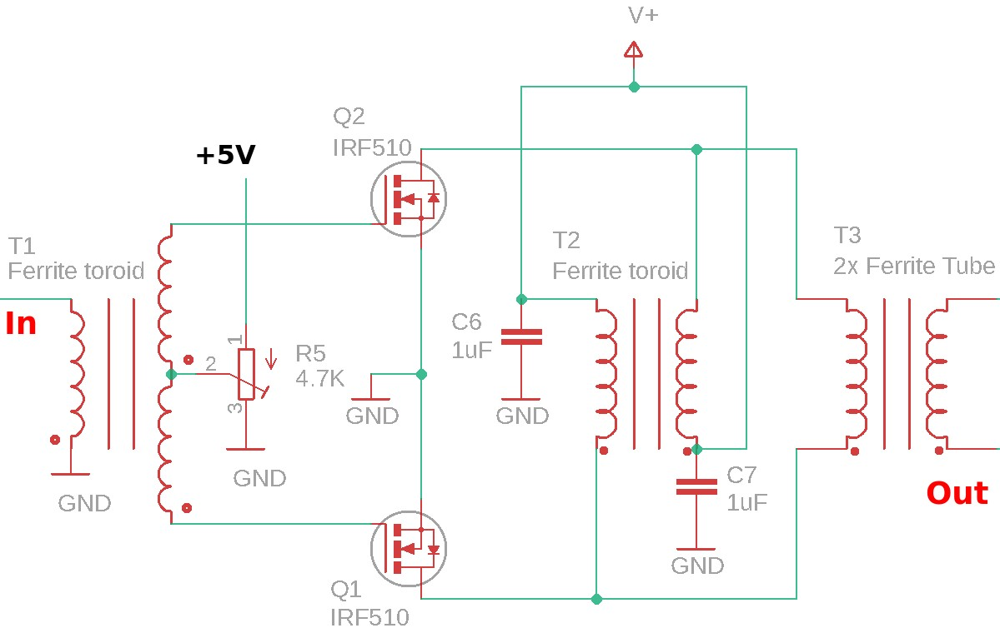 V+
Q2
IRF510
+5V
T1
Ferrite toroid
T2
Ferrite toroid
T3
2x Ferrite Tube
In
C6
1uF
1
2
3
R5
4.7K
GND
GND
GND
GND
C7
1uF
Out
GND
Q1
IRF510